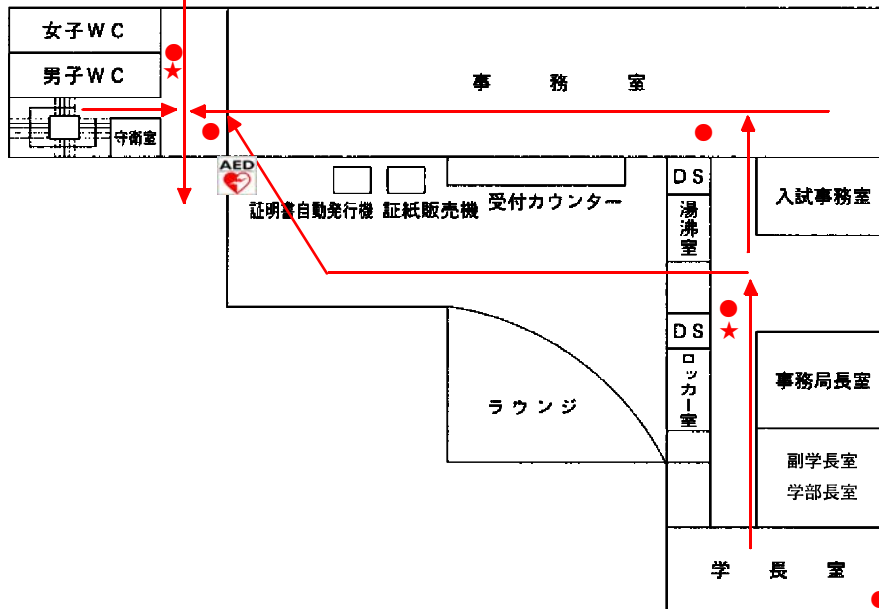 女子WC
男子WC
事務室
守衛室
AED
証明書自動発行機
証紙販売機
受付カウンター
DS
湯沸室
入試事務室
DS
ロッカー室
事務局長室
ラウンジ
副学長室
学部長室
学長室